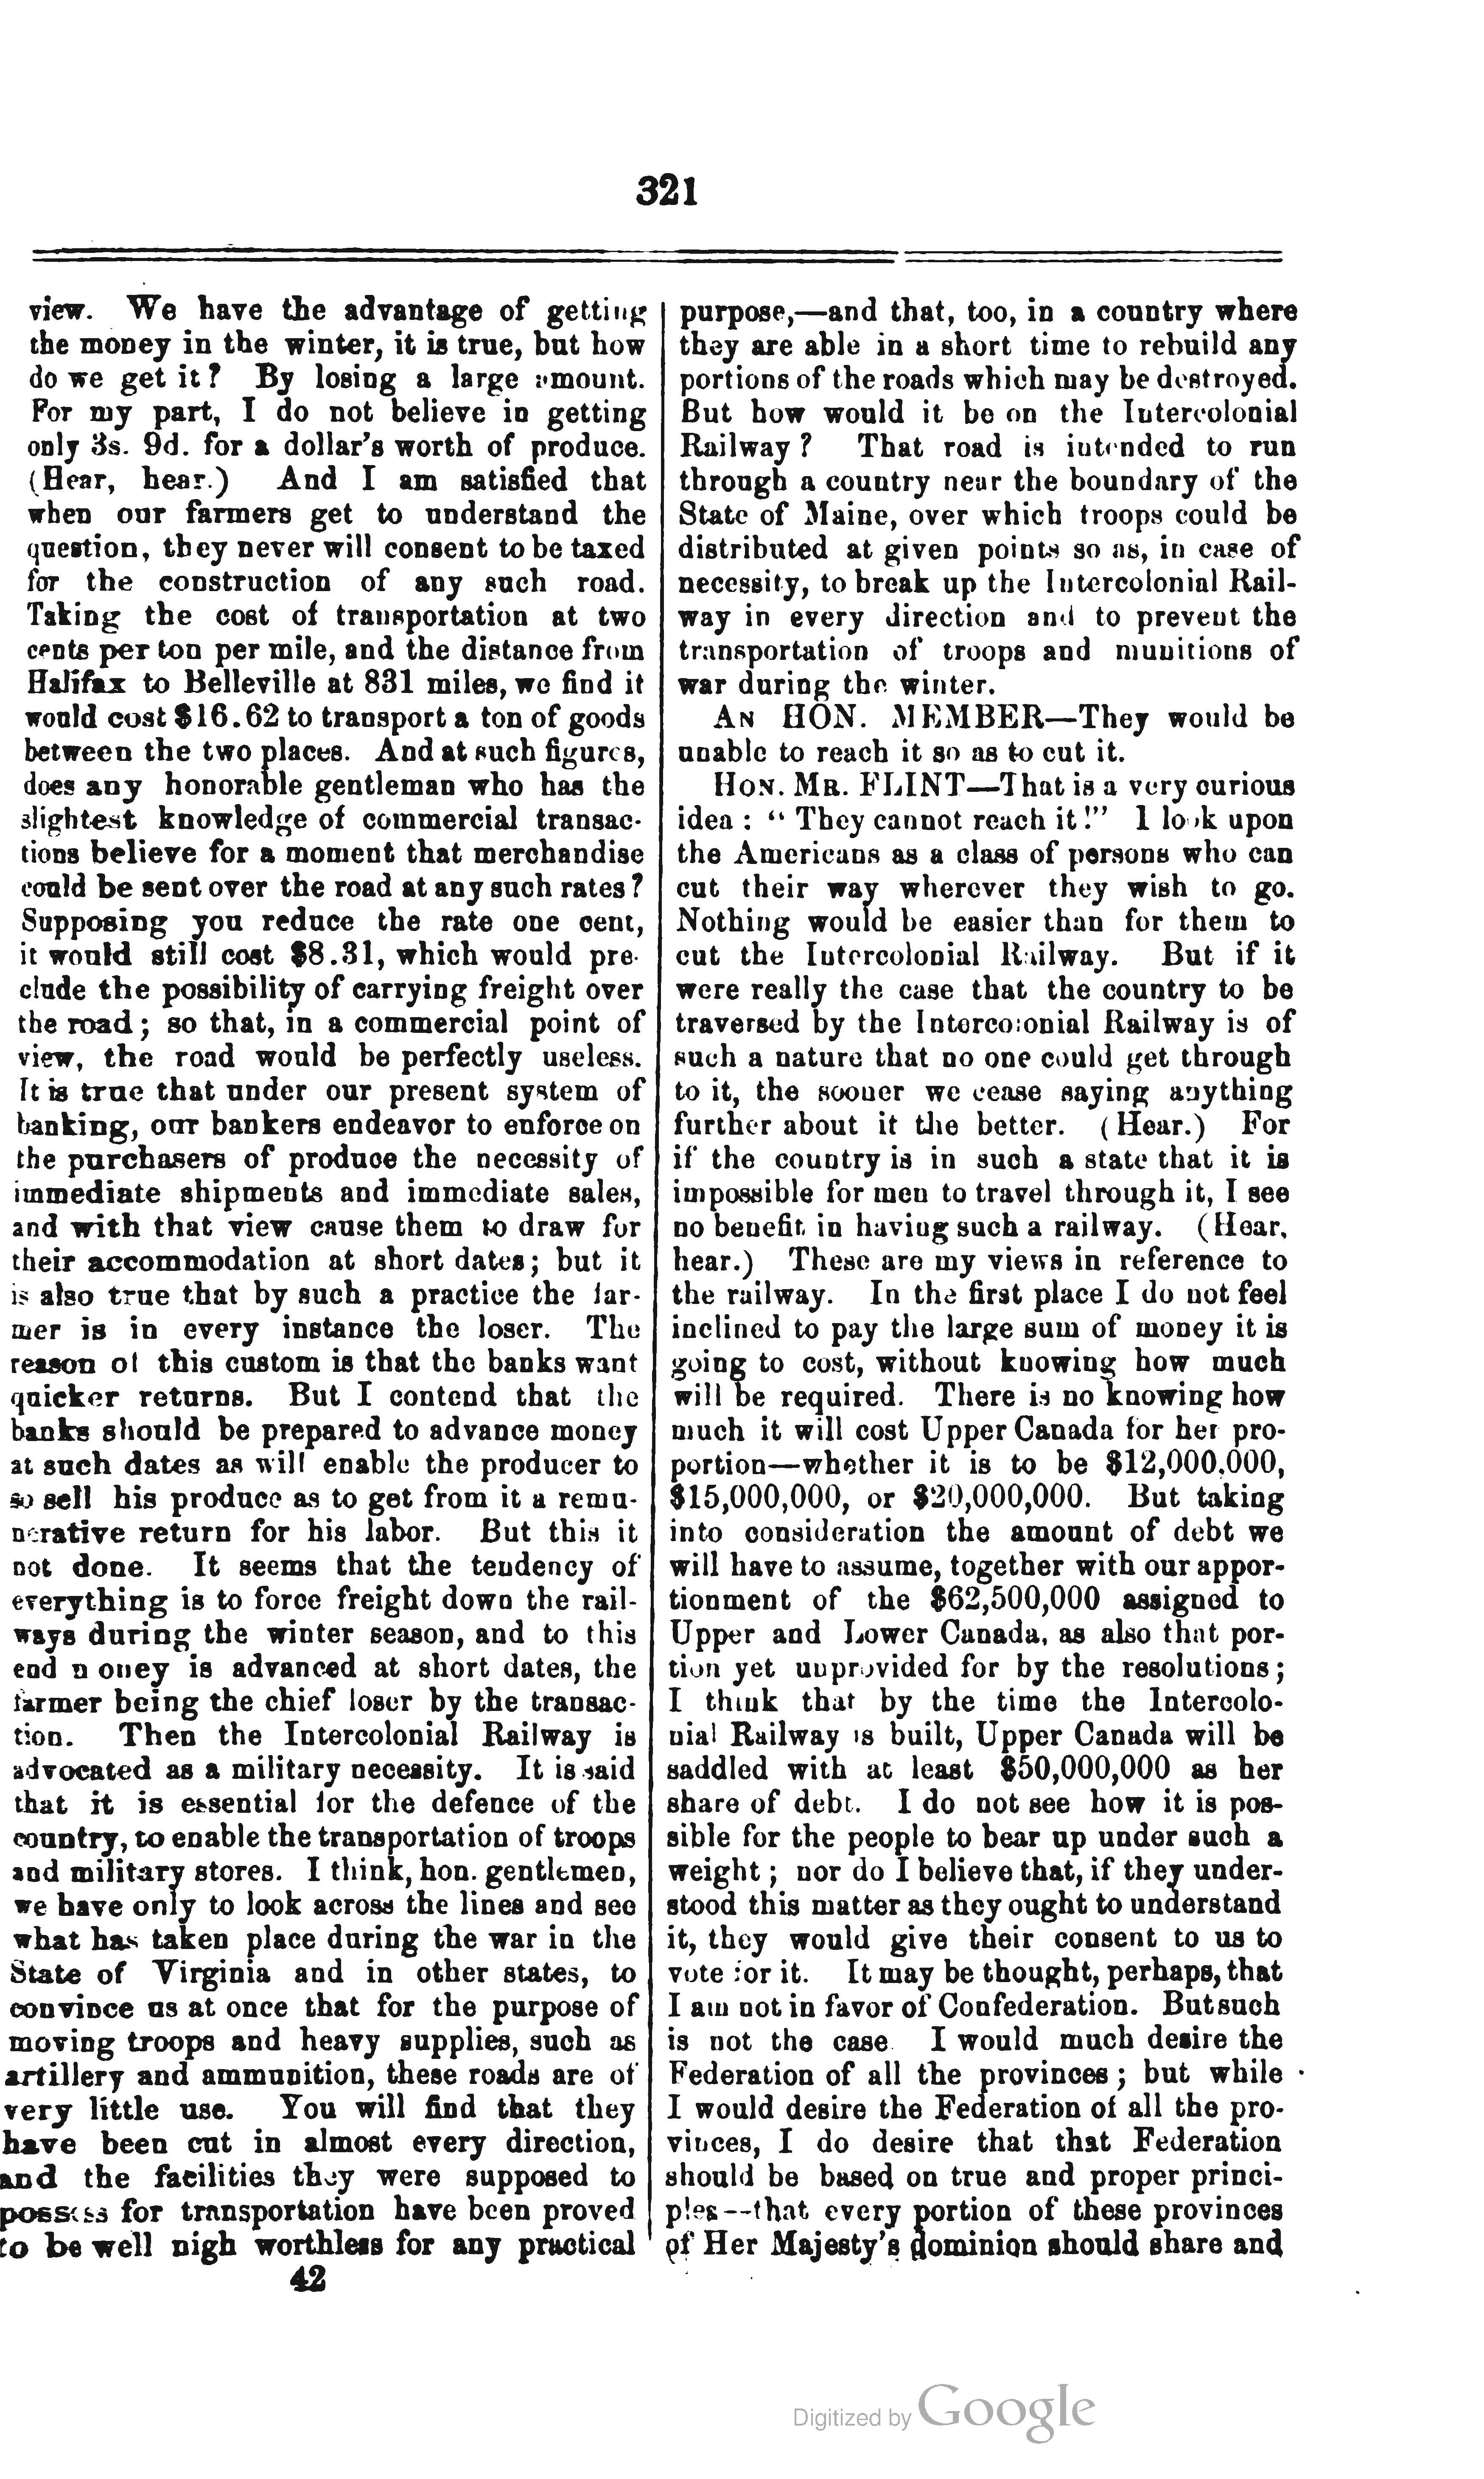 321
view. We have the advantage of getting
the money in the winter, it is true, but how
do we get it? By losing a large amount.
For my part, I do not believe in getting
only 3s. 9d. for a dollar's worth of produce.
(Hear, hear.) And I am satisfied that
when our farmers get to understand the
question, they never will consent to be taxed
for the construction of any such road.
Taking the cost of transportation at two
cents per ton per mile, and the distance from
Halifax to Belleville at 831 miles, we find it
would cost $16.62 to transport a ton of goods
between the two places. And at such figures,
does any honorable gentleman who has the
slightest knowledge of commercial transac-
tions believe for a moment that merchandise
could be sent over the road at any such rates?
Supposing you reduce the rate one cent,
it would still cost $8.31, which would pre-
clude the possibility of carrying freight over
the road; so that, in a commercial point of
view, the road would be perfectly useless.
It is true that under our present system of
banking, our bankers endeavor to enforce on
the purchasers of produce the necessity of
immediate shipments and immediate sales,
and with that view cause them to draw for
their accommodation at short dates; but it
is also true that by such a practice the far-
mer is in every instance the loser. The
reason of this custom is that the banks want
quicker returns. But I contend that the
banks should be prepared to advance money
at such dates as will enable the producer to
so sell his produce as to get from it a remu-
nerative return for his labor. But this it
not done. It seems that the tendency of
everything is to force freight down the rail-
ways during the winter season, and to this
end money is advanced at short dates, the
farmer being the chief loser by the transac-
tion. Then the Intercolonial Railway is
advocated as a military necessity. It is said
that it is essential for the defence of the
country, to enable the transportation of troops
and military stores. I think, hon. gentlemen,
we have only to look across the lines and see
what has taken place during the war in the
State of Virginia and in other states, to
convince us at once that for the purpose of
moving troops and heavy supplies, such as
artillery and ammunition, these roads are of
very little use. You will find that they
have been cut in almost every direction,
and the facilities they were supposed to
possess for transportation have been proved
to be well nigh worthless for any practical
42
purpose,—and that, too, in a country where
they are able in a short time to rebuild any
portions of the roads which may be destroyed.
But how would it be on the Intercolonial
Railway? That road is intended to run
through a country near the boundary of the
State of Maine, over which troops could be
distributed at given points so as, in case of
necessity, to break up the Intercolonial Rail-
way in every direction and to prevent the
transportation of troops and munitions of
war during the winter.
AN HON. MEMBER—They would be
unable to reach it so as to cut it.
HON. MR. FLINT—That is a very curious
idea: "They cannot reach it!" I look upon
the Americans as a class of persons who can
cut their way wherever they wish to go.
Nothing would be easier than for them to
cut the Intercolonial Railway. But if it
were really the case that the country to be
traversed by the Intercolonial Railway is of
such a nature that no one could get through
to it, the sooner we cease saying anything
further about it the better. (Hear.) For
if the country is in such a state that it is
impossible for men to travel through it, I see
no benefit in having such a railway. (Hear,
hear.) These are my views in reference to
the railway. In the first place I do not feel
inclined to pay the large sum of money it is
going to cost, without knowing how much
will be required. There is no knowing how
much it will cost Upper Canada for her pro-
portion—whether it is to be $12,000,000,
$15,000,000, or $20,000,000. But taking
into consideration the amount of debt we
will have to assume, together with our appor-
tionment of the $62,500,000 assigned to
Upper and Lower Canada, as also that por-
tion yet unprovided for by the resolutions;
I think that by the time the Intercolo-
nial Railway is built, Upper Canada will be
saddled with at least $50,000,000 as her
share of debt. I do not see how it is pos-
sible for the people to bear up under such a
weight; nor do I believe that, if they under-
stood this matter as they ought to understand
it, they would give their consent to us to
vote for it. It may be thought, perhaps, that
I am not in favor of Confederation. But such
is not the case. I would much desire the
Federation of all the provinces; but while
I would desire the Federation of all the pro-
vinces, I do desire that that Federation
should be based on true and proper princi-
ples--that every portion of these provinces
of Her Majesty's dominion should share and
Digitized by Google